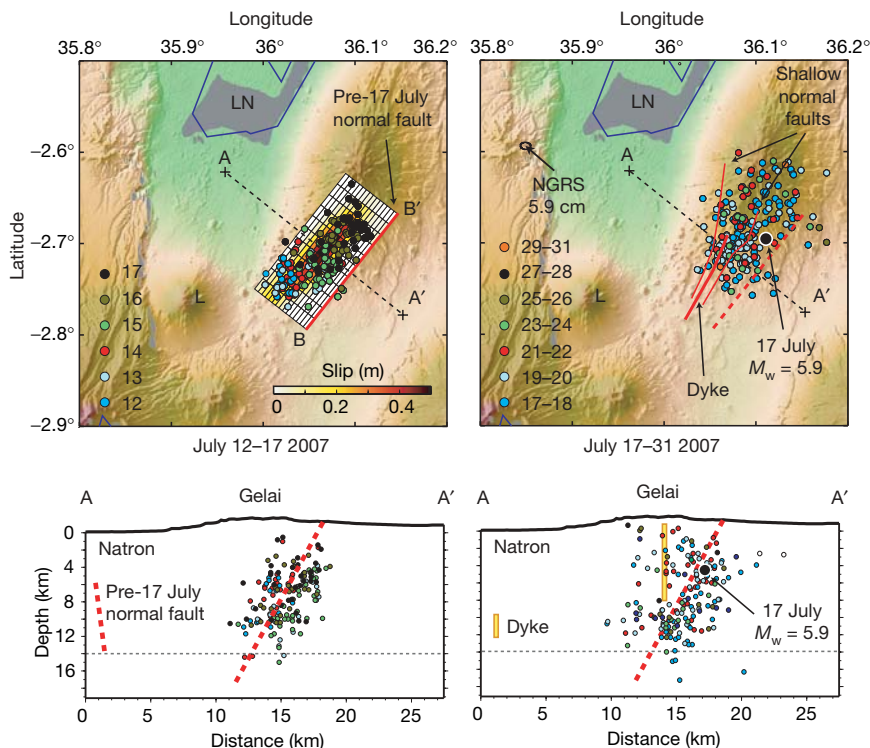 Longitude
35.8° 35.9° 36° 36.1° 36.2°
Latitude
−2.6°
−2.7°
−2.8°
−2.9°
LN
Pre-17 July
normal fault
A
B′
A′
B
L
17
16
15
14
13
12
Slip (m)
0 0.2 0.4
July 12–17 2007
Longitude
35.8° 35.9° 36° 36.1° 36.2°
LN
Shallow
normal
faults
A
NGRS
5.9 cm
29–31
27–28
25–26
23–24
21–22
19–20
17–18
L
A′
Dyke
17 July
Mw = 5.9
July 17–31 2007
A Gelai A′
Depth (km)
0
4
8
12
16
Natron
Pre-17 July
normal fault
0 5 10 15 20 25
Distance (km)
A Gelai A′
Natron
Dyke
17 July
Mw = 5.9
0 5 10 15 20 25
Distance (km)